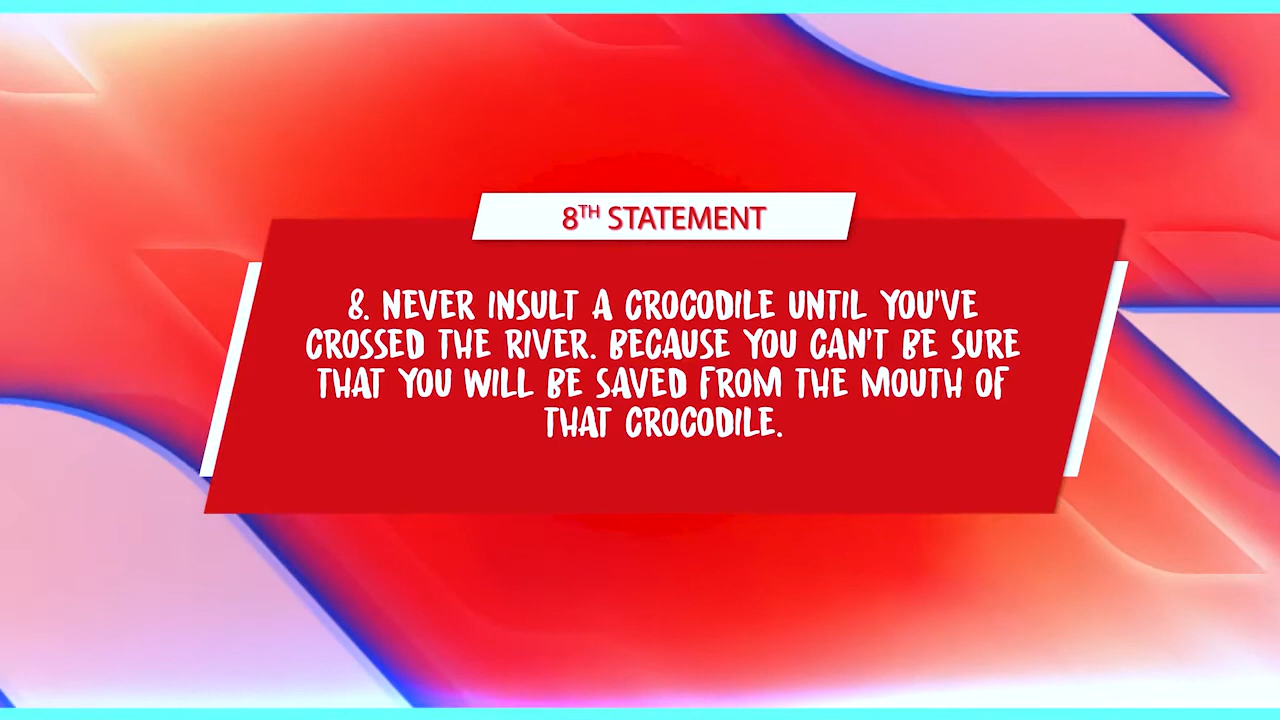 8TH STATEMENT
8. NEVER INSULT A CROCODILE UNTIL YOU'VE
CROSSED THE RIVER. BECAUSE YOU CAN'T BE SURE
THAT YOU WILL BE SAVED FROM THE MOUTH OF
THAT CROCODILE.